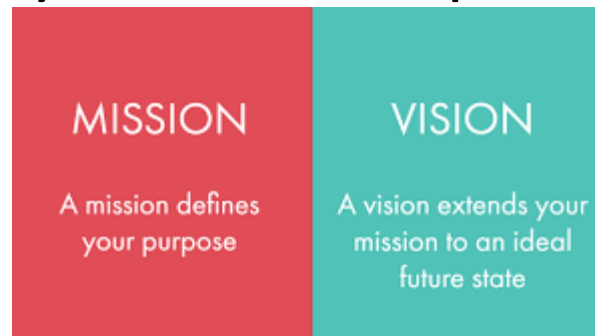 MISSION
A mission defines
your purpose
VISION
A vision extends your
mission to an ideal
future state